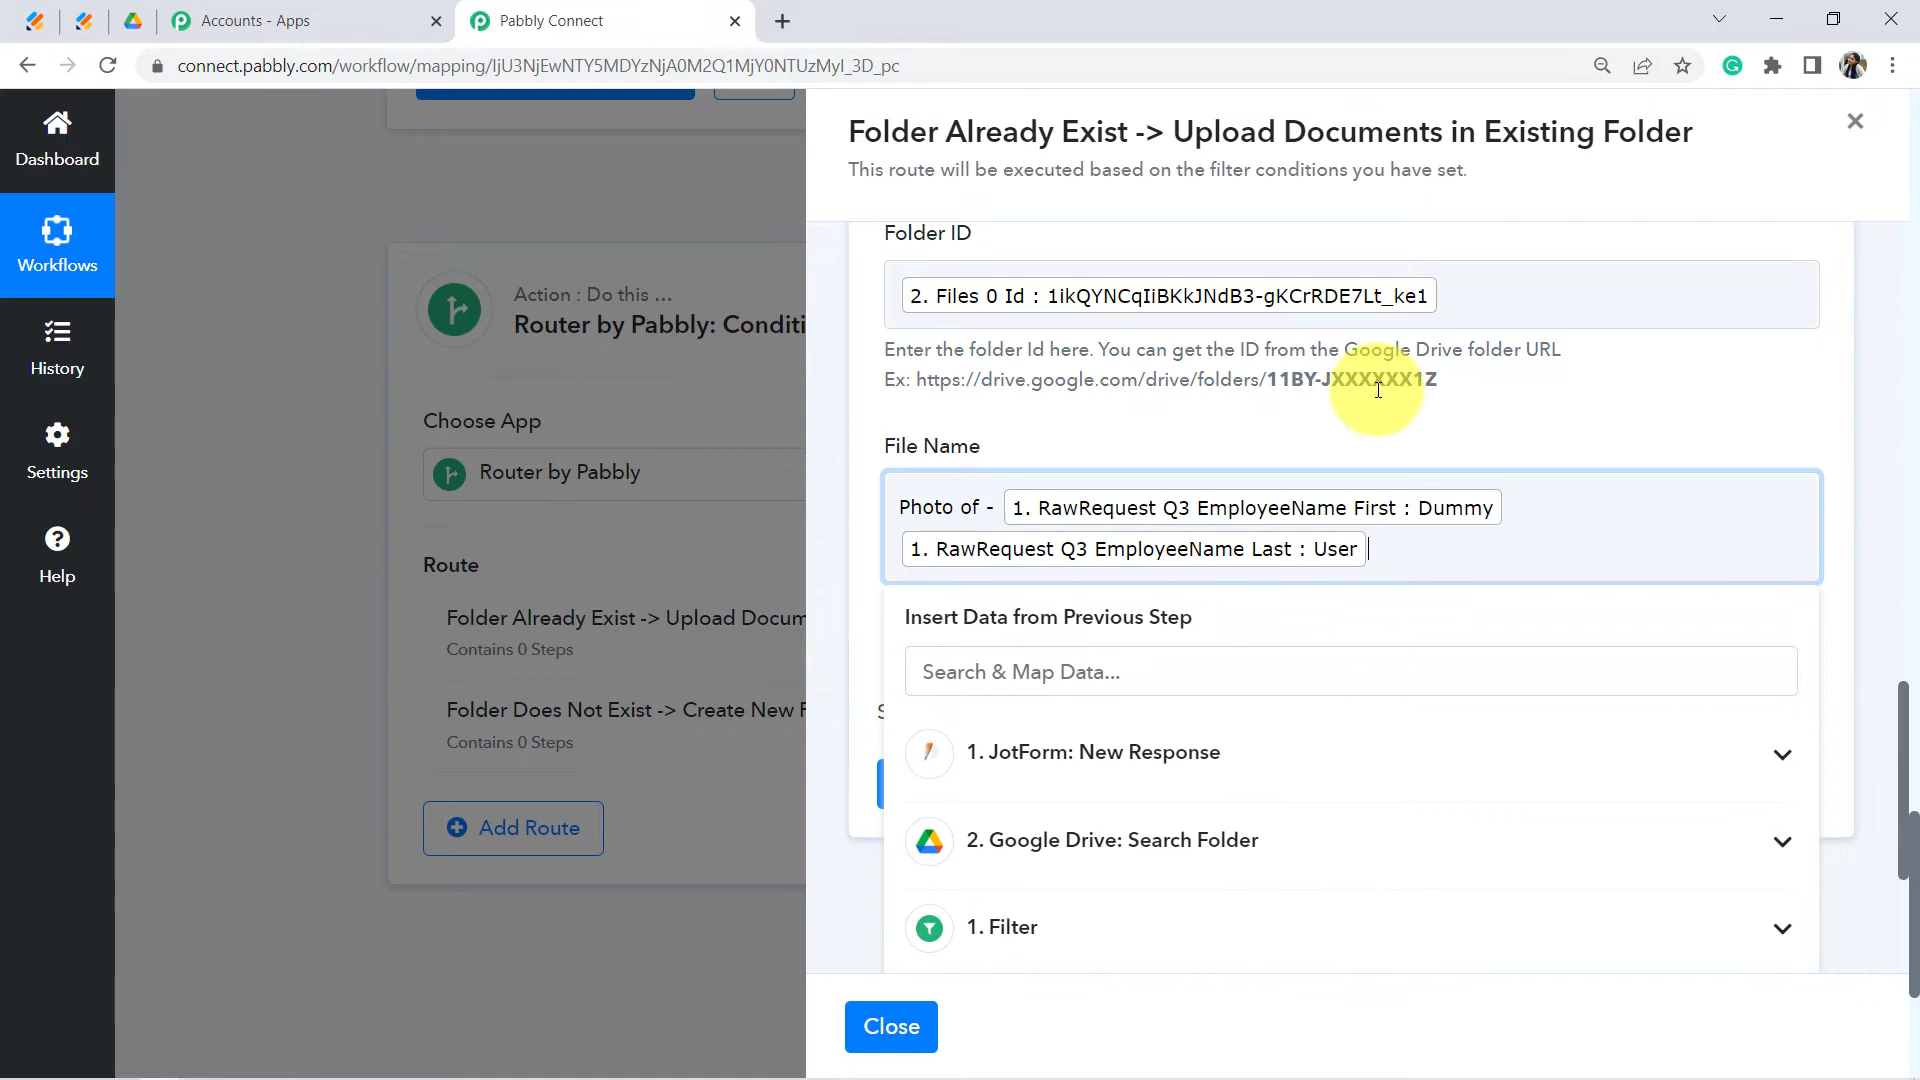 Accounts - Apps
Pabbly Connect
connect.pabbly.com/workflow/mapping/IjU3NjEwNTY5MDYzNjA0M2Q1MjY0NTUzMyI_3D_pc
Dashboard
Workflows
History
Settings
Help
Action : Do this ...
Router by Pabbly: Conditi
Choose App
Router by Pabbly
Route
Folder Already Exist -> Upload Docum
Contains 0 Steps
Folder Does Not Exist -> Create New F
Contains 0 Steps
Add Route
Folder Already Exist -> Upload Documents in Existing Folder
This route will be executed based on the filter conditions you have set.
Folder ID
2. Files 0 Id : 1ikQYNCqIiBKkJNdB3-gKCrRDE7Lt_ke1
Enter the folder Id here. You can get the ID from the Google Drive folder URL
Ex: https://drive.google.com/drive/folders/11BY-JXXXXXX1Z
File Name
Photo of - 1. RawRequest Q3 EmployeeName First : Dummy
1. RawRequest Q3 EmployeeName Last : User
Insert Data from Previous Step
Search & Map Data...
1. JotForm: New Response
2. Google Drive: Search Folder
1. Filter
Close